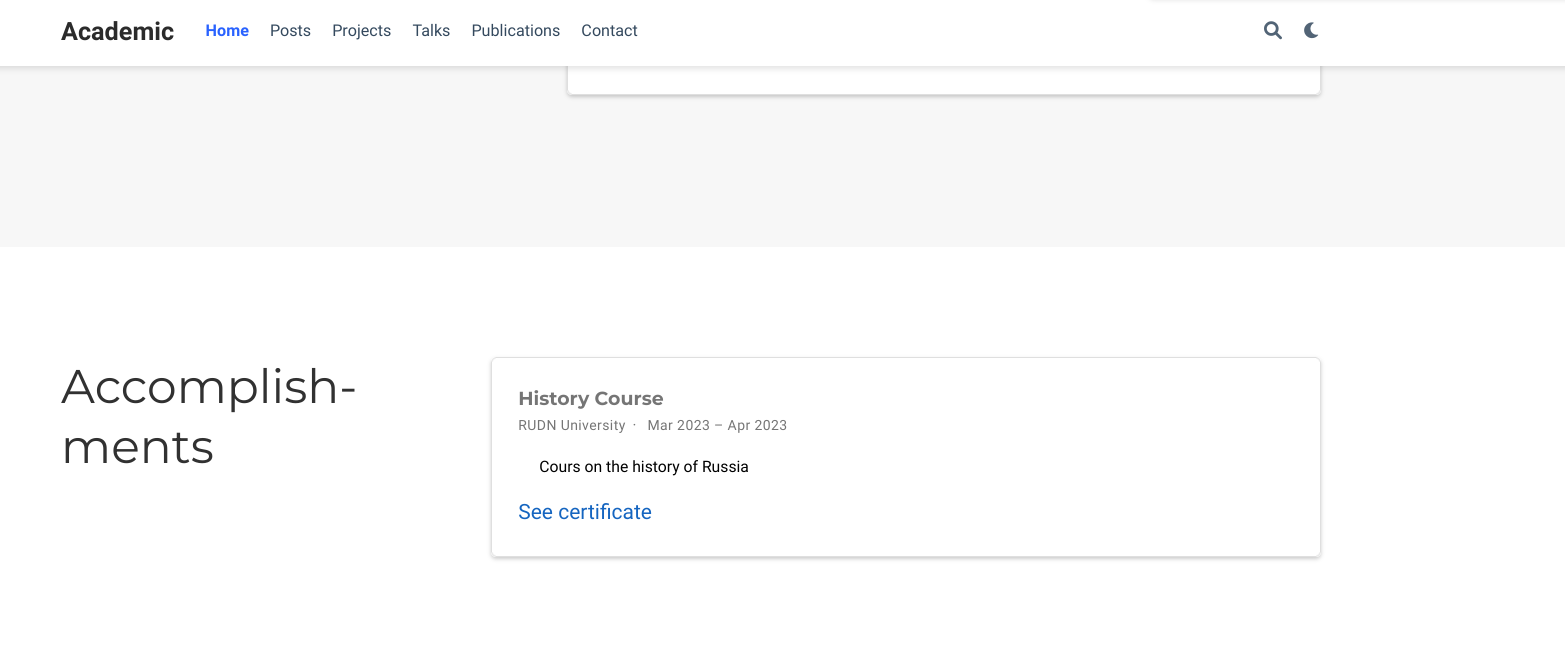 Academic Home Posts Projects Talks Publications Contact
Accomplish-
ments
History Course
RUDN University · Mar 2023 – Apr 2023
Cours on the history of Russia
See certificate